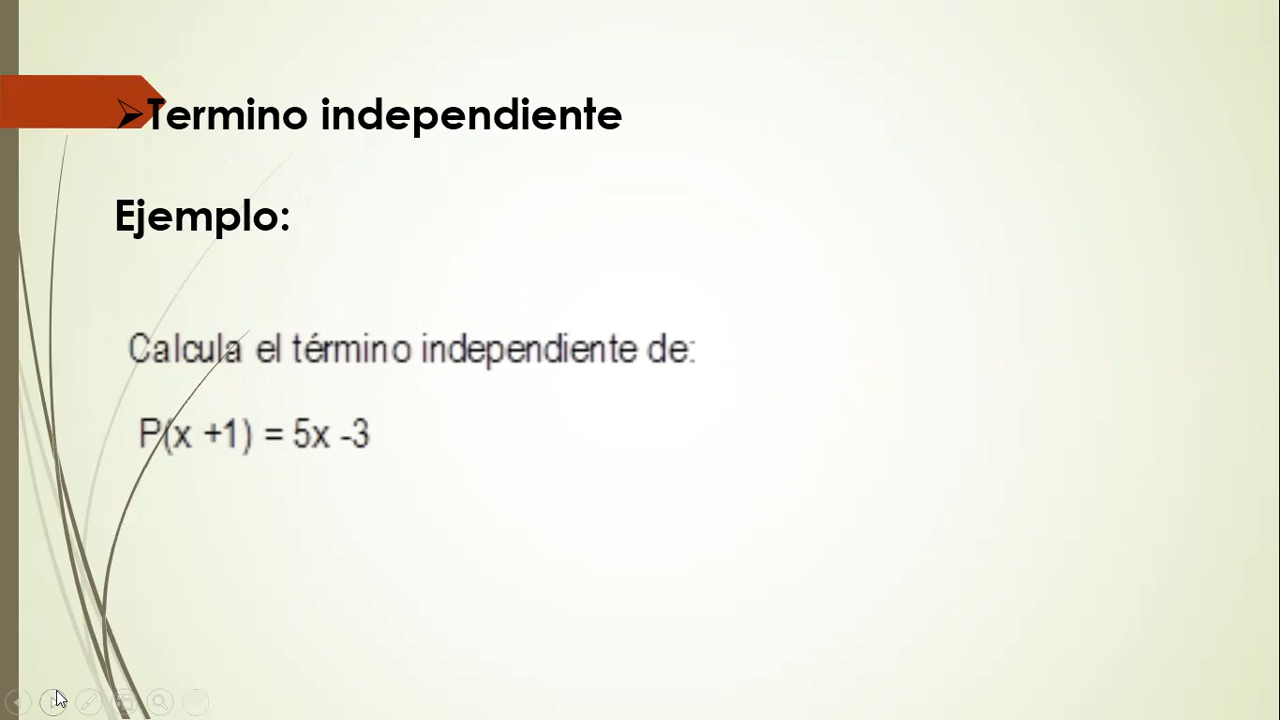 Termino independiente
Ejemplo:
Calcula el término independiente de:
P(x +1) = 5x -3